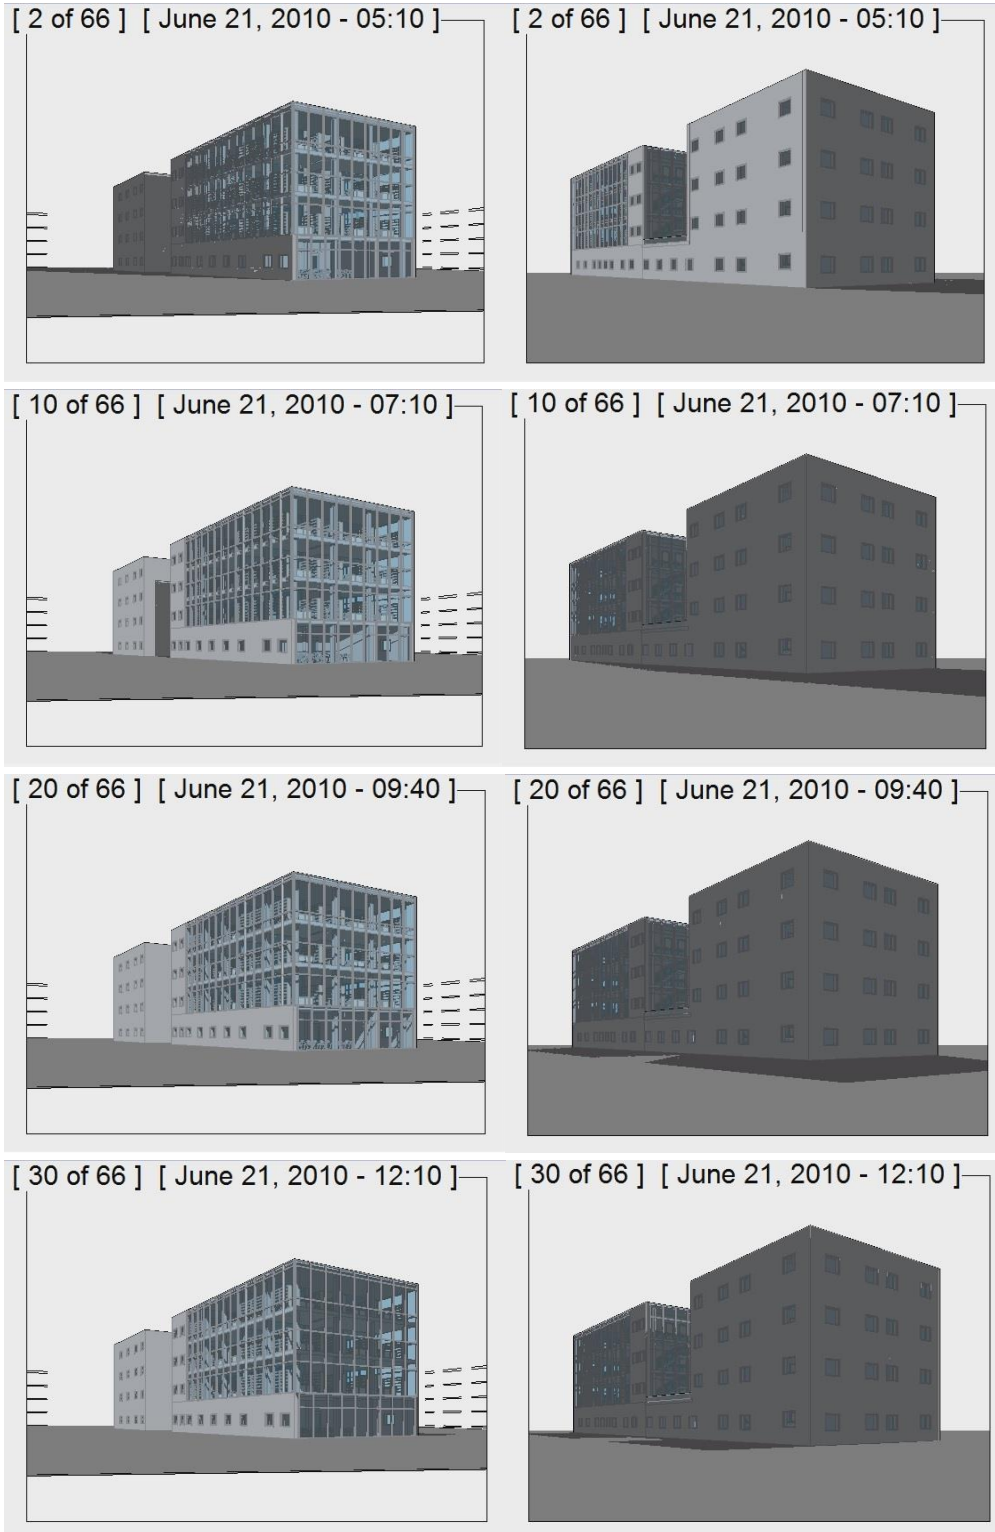 [ 2 of 66 ] [ June 21, 2010 - 05:10 ]
[ 2 of 66 ] [ June 21, 2010 - 05:10 ]
[ 10 of 66 ] [ June 21, 2010 - 07:10 ]
[ 10 of 66 ] [ June 21, 2010 - 07:10 ]
[ 20 of 66 ] [ June 21, 2010 - 09:40 ]
[ 20 of 66 ] [ June 21, 2010 - 09:40 ]
[ 30 of 66 ] [ June 21, 2010 - 12:10 ]
[ 30 of 66 ] [ June 21, 2010 - 12:10 ]